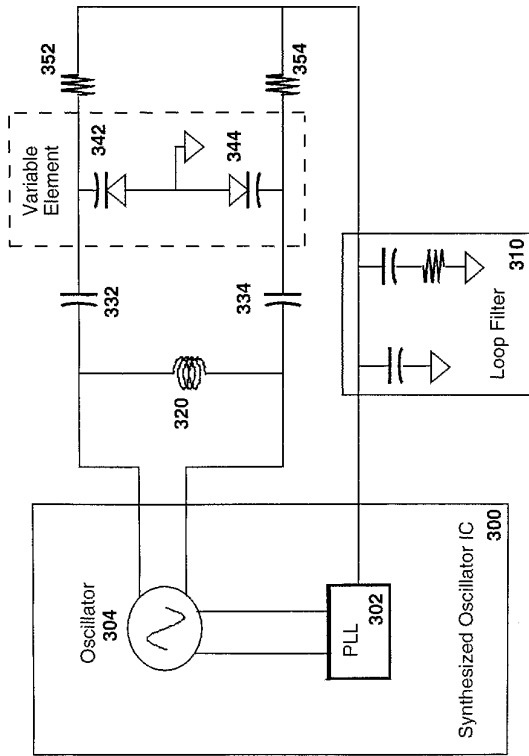 352
354
Variable
Element
342
344
332
334
320
Loop Filter
310
Oscillator
304
PLL
302
Synthesized Oscillator IC
300